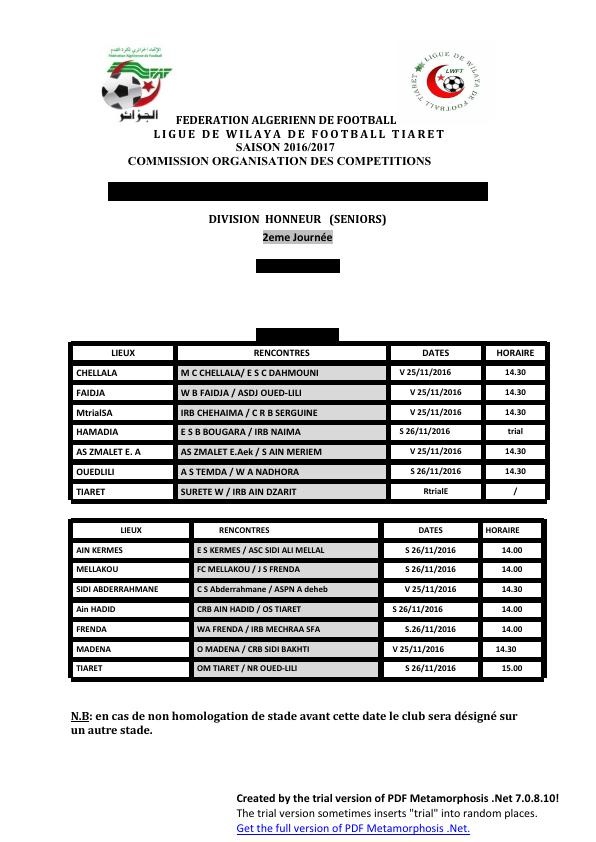 الإتحاد الجزائري لكرة القدم
Fédération Algérienne de Football
FAF
الجزائر
LIGUE DE WILAYA DE FOOTBALL TIARET
LWFT
FEDERATION ALGERIENN DE FOOTBALL
LIGUE DE WILAYA DE FOOTBALL TIARET
SAISON 2016/2017
COMMISSION ORGANISATION DES COMPETITIONS
DIVISION HONNEUR (SENIORS)
2eme Journée
LIEUX RENCONTRES DATES HORAIRE
CHELLALA M C CHELLALA/ E S C DAHMOUNI V 25/11/2016 14.30
FAIDJA W B FAIDJA / ASDJ OUED-LILI V 25/11/2016 14.30
MtrialSA IRB CHEHAIMA / C R B SERGUINE V 25/11/2016 14.30
HAMADIA E S B BOUGARA / IRB NAIMA S 26/11/2016 trial
AS ZMALET E. A AS ZMALET E.Aek / S AIN MERIEM V 25/11/2016 14.30
OUEDLILI A S TEMDA / W A NADHORA S 26/11/2016 14.30
TIARET SURETE W / IRB AIN DZARIT RtrialE /
LIEUX RENCONTRES DATES HORAIRE
AIN KERMES E S KERMES / ASC SIDI ALI MELLAL S 26/11/2016 14.00
MELLAKOU FC MELLAKOU / J S FRENDA S 26/11/2016 14.00
SIDI ABDERRAHMANE C S Abderrahmane / ASPN A deheb V 25/11/2016 14.30
Ain HADID CRB AIN HADID / OS TIARET S 26/11/2016 14.00
FRENDA WA FRENDA / IRB MECHRAA SFA S.26/11/2016 14.00
MADENA O MADENA / CRB SIDI BAKHTI V 25/11/2016 14.30
TIARET OM TIARET / NR OUED-LILI S 26/11/2016 15.00
N.B: en cas de non homologation de stade avant cette date le club sera désigné sur
un autre stade.
Created by the trial version of PDF Metamorphosis .Net 7.0.8.10!
The trial version sometimes inserts "trial" into random places.
Get the full version of PDF Metamorphosis .Net.